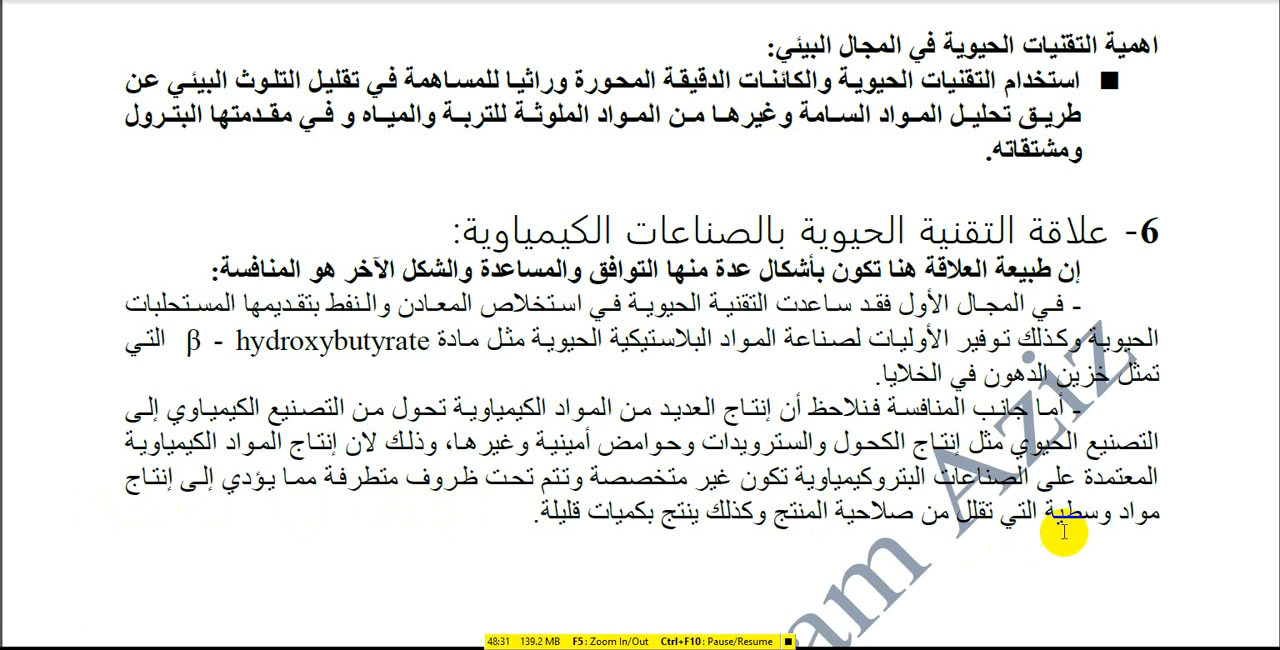 اهمية التقنيات الحيوية في المجال البيئي:
■ استخدام التقنيات الحيوية والكائنات الدقيقة المحورة وراثيا للمساهمة في تقليل التلوث البيئي عن
طريق تحليل المواد السامة وغيرها من المواد الملوثة للتربة والمياه و في مقدمتها البترول
ومشتقاته.
6- علاقة التقنية الحيوية بالصناعات الكيمياوية:
إن طبيعة العلاقة هنا تكون بأشكال عدة منها التوافق والمساعدة والشكل الآخر هو المنافسة:
- في المجال الأول فقد ساعدت التقنية الحيوية في استخلاص المعادن والنفط بتقديمها المستحلبات
الحيوية وكذلك توفير الأوليات لصناعة المواد البلاستيكية الحيوية مثل مادة β - hydroxybutyrate التي
تمثل خزين الدهون في الخلايا.
- أما جانب المنافسة فنلاحظ أن إنتاج العديد من المواد الكيمياوية تحول من التصنيع الكيمياوي إلى
التصنيع الحيوي مثل إنتاج الكحول والسترويدات وحوامض أمينية وغيرها، وذلك لان إنتاج المواد الكيمياوية
المعتمدة على الصناعات البتروكيمياوية تكون غير متخصصة وتتم تحت ظروف متطرفة مما يؤدي إلى إنتاج
مواد وسطية التي تقلل من صلاحية المنتج وكذلك ينتج بكميات قليلة.
am Aziz
48:31 139.2 MB F5: Zoom In/Out Ctrl+F10: Pause/Resume